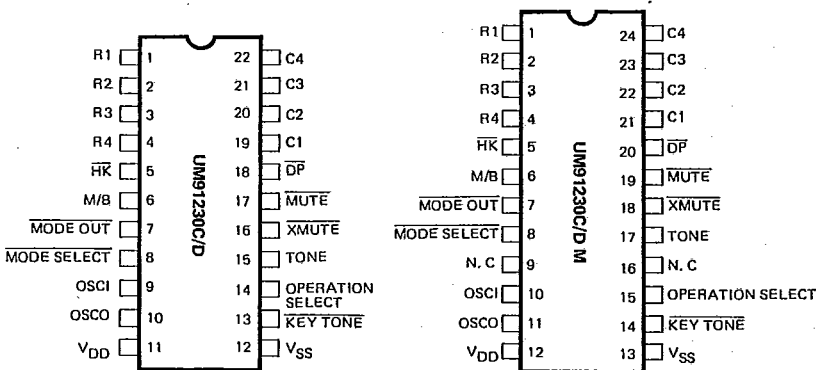 R1 1 22 C4
R2 2 21 C3
R3 3 20 C2
R4 4 19 C1
HK 5 18 DP
M/B 6 17 MUTE
MODE OUT 7 16 XMUTE
MODE SELECT 8 15 TONE
OSCI 9 14 OPERATION
SELECT
OSCO 10 13 KEY TONE
VDD 11 12 VSS
UM91230C/D
R1 1 24 C4
R2 2 23 C3
R3 3 22 C2
R4 4 21 C1
HK 5 20 DP
M/B 6 19 MUTE
MODE OUT 7 18 XMUTE
MODE SELECT 8 17 TONE
N.C 9 16 N.C
OSCI 10 15 OPERATION SELECT
OSCO 11 14 KEY TONE
VDD 12 13 VSS
UM91230C/D M